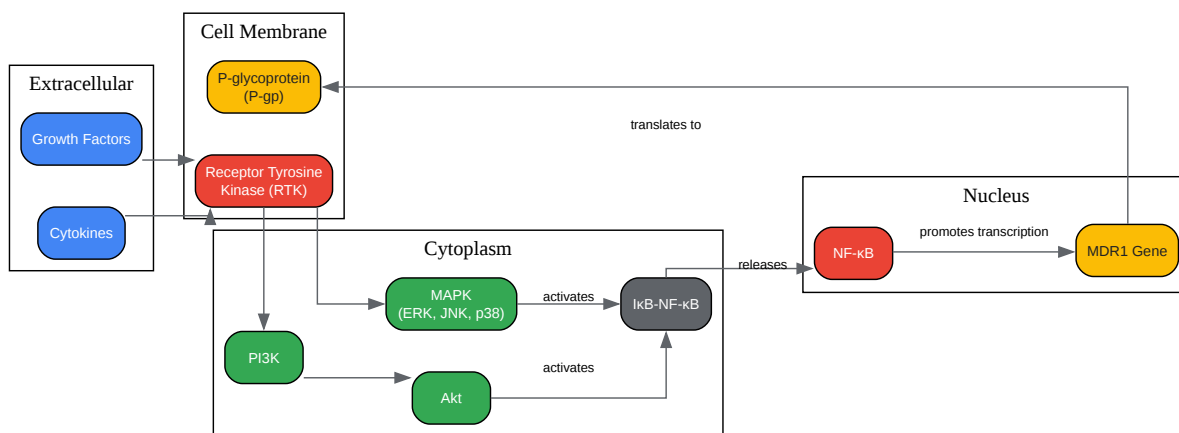 Cell Membrane
Extracellular
P-glycoprotein
(P-gp)
Growth Factors
translates to
Receptor Tyrosine
Kinase (RTK)
Cytokines
Nucleus
Cytoplasm
NF-κB
promotes transcription
MDR1 Gene
releases
MAPK
(ERK, JNK, p38)
activates
IκB-NF-κB
PI3K
activates
Akt